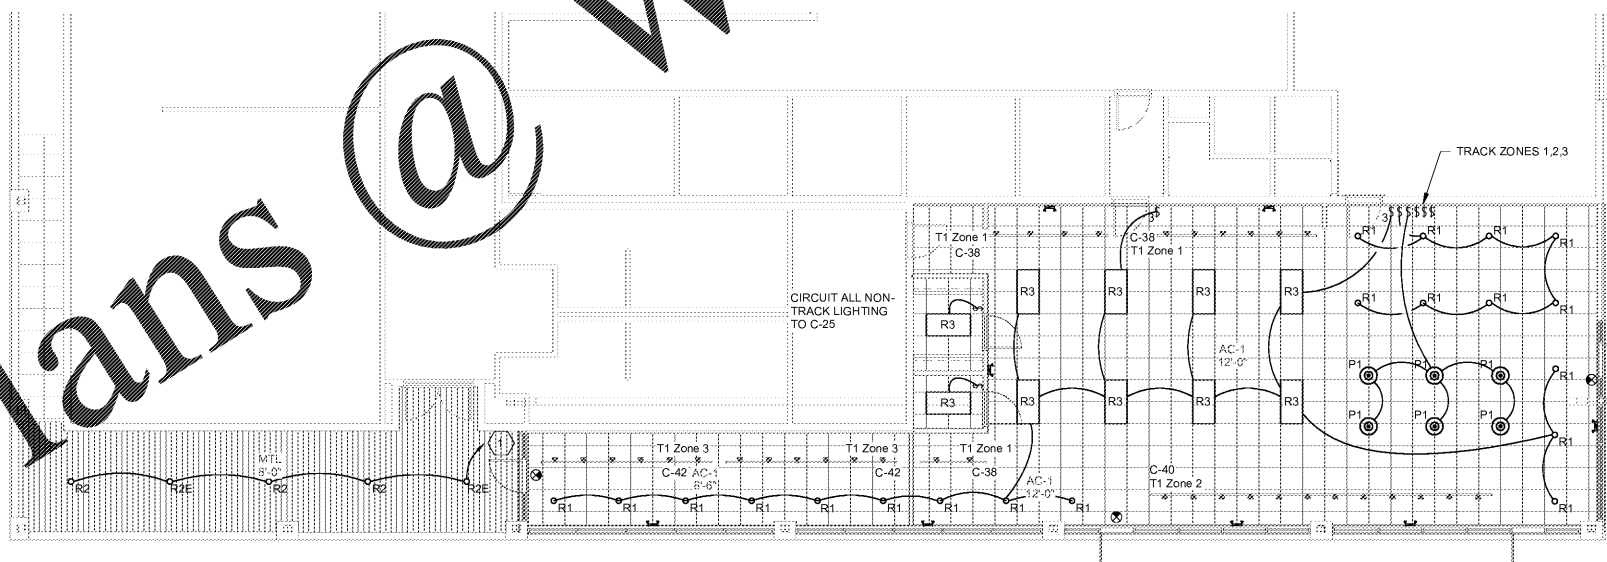 lans @ w
TRACK ZONES 1,2,3
3 $ $ $ $ $ $
3 $
R1 R1 R1 R1
T1 Zone 1
C-38
C-38
T1 Zone 1
R3 R3 R3 R3
R1 R1 R1 R1
CIRCUIT ALL NON-
TRACK LIGHTING
TO C-25
R3
AC-1
12'-0"
P1 P1 P1
R1
R3
R3 R3 R3 R3
P1 P1 P1
R1
1
T1 Zone 3
T1 Zone 3
T1 Zone 1
MTL
8'-0"
C-42
AC-1
8'-6"
C-42
C-38
C-40
T1 Zone 2
AC-1
12'-0"
R2 R2E R2 R2 R2E
R1 R1 R1 R1 R1 R1 R1 R1 R1
R1